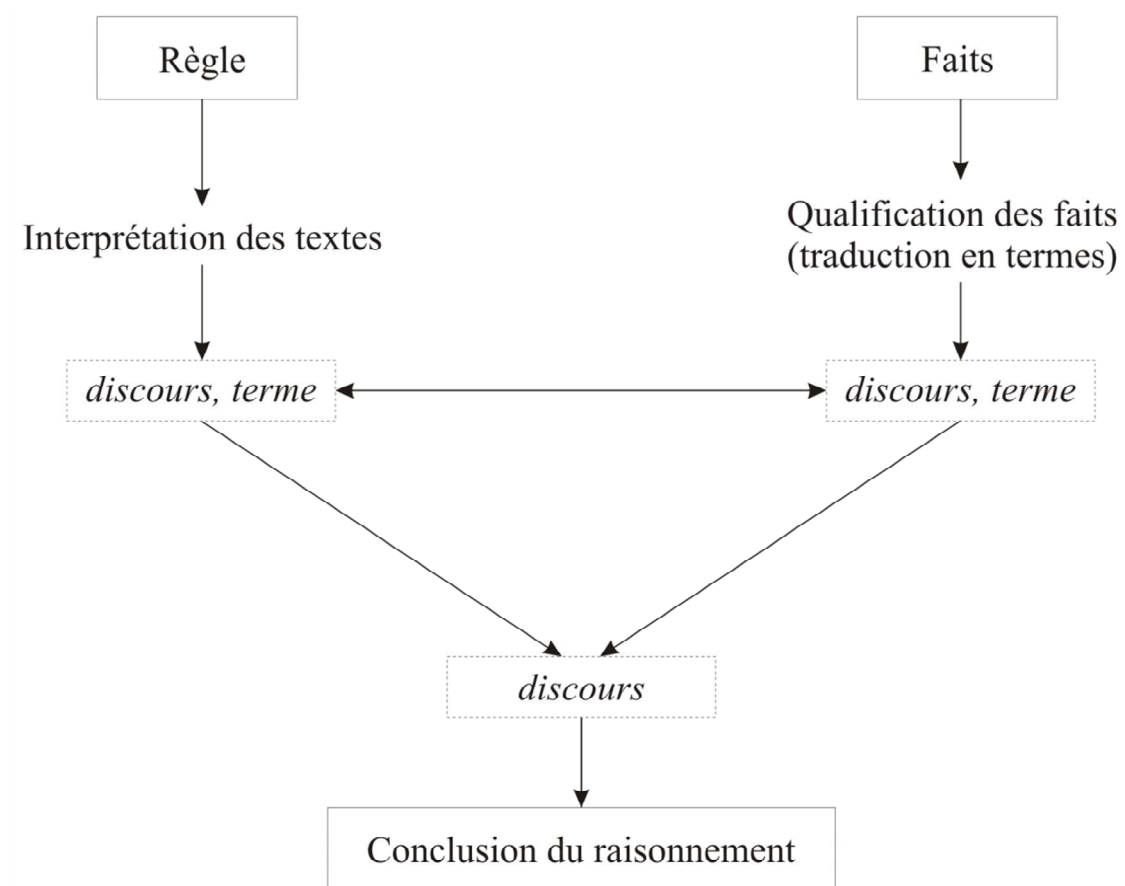 Règle
Faits
Interprétation des textes
Qualification des faits
(traduction en termes)
discours, terme
discours, terme
discours
Conclusion du raisonnement